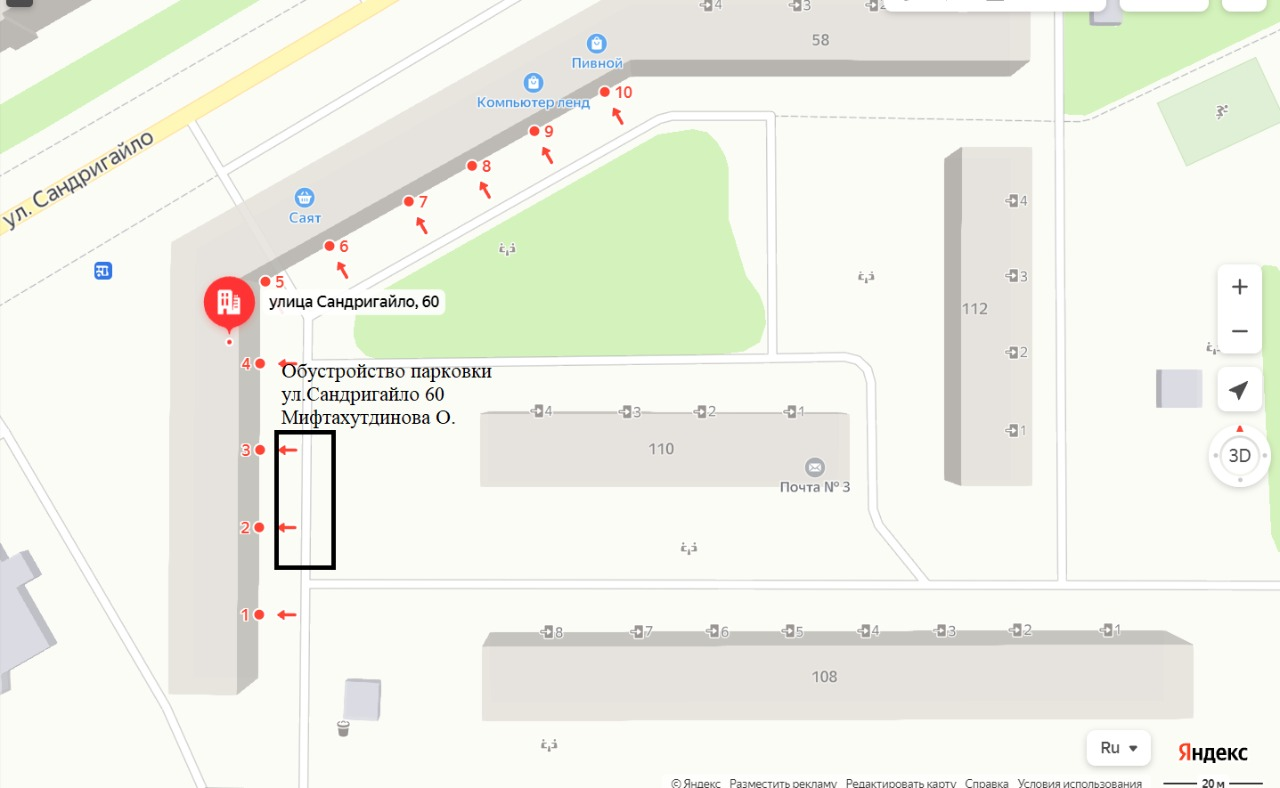 4
3
2
58
Пивной
Компьютер ленд
10
9
8
7
6
5
ул. Сандригайло
Саят
улица Сандригайло, 60
4
Обустройство парковки
ул.Сандригайло 60
Мифтахутдинова О.
3
2
1
4
3
2
1
112
4
3
2
1
110
Почта № 3
8
7
6
5
4
3
2
1
108
+
−
3D
Ru
Яндекс
© Яндекс Разместить рекламу Редактировать карту Справка Условия использования
20 м